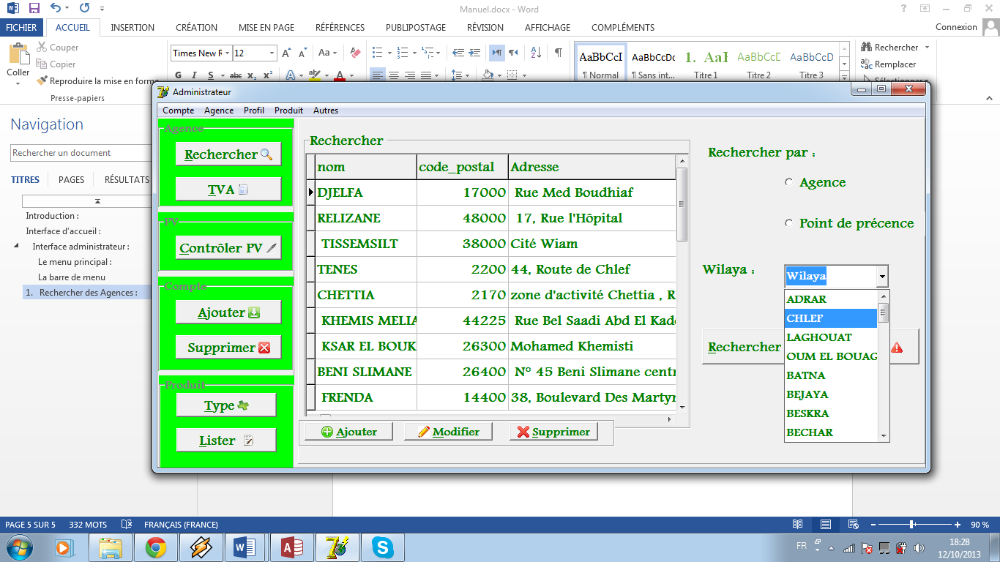 Manuel.docx - Word
FICHIER ACCUEIL INSERTION CRÉATION MISE EN PAGE RÉFÉRENCES PUBLIPOSTAGE RÉVISION AFFICHAGE COMPLÉMENTS Connexion
Coller
Couper
Copier
Reproduire la mise en forme
Presse-papiers
Times New R 12
G I S abc x₂ x²
AaBbCcI AaBbCcDc 1. AaI AaBbCcD AaBbCcD
¶ Normal ¶ Sans int... Titre 1 Titre 2 Titre 3
Rechercher
Remplacer
Sélectionner
Navigation
Rechercher un document
TITRES PAGES RÉSULTATS
Introduction :
Interface d'accueil :
Interface administrateur :
Le menu principal :
La barre de menu
1. Rechercher des Agences :
Administrateur
Compte Agence Profil Produit Autres
Agence
Rechercher
TVA
PV
Contrôler PV
Compte
Ajouter
Supprimer
Produit
Type
Lister
Rechercher
nom code_postal Adresse
DJELFA 17000 Rue Med Boudhiaf
RELIZANE 48000 17, Rue l'Hôpital
TISSEMSILT 38000 Cité Wiam
TENES 2200 44, Route de Chlef
CHETTIA 2170 zone d'activité Chettia , R
KHEMIS MELIA 44225 Rue Bel Saadi Abd El Kade
KSAR EL BOUK 26300 Mohamed Khemisti
BENI SLIMANE 26400 N° 45 Beni Slimane centr
FRENDA 14400 38, Boulevard Des Martyr
Ajouter Modifier Supprimer
Rechercher par :
Agence
Point de précence
Wilaya : Wilaya
ADRAR
CHLEF
LAGHOUAT
OUM EL BOUAG
BATNA
BEJAYA
BESKRA
BECHAR
Rechercher
PAGE 5 SUR 5 332 MOTS FRANÇAIS (FRANCE) 90 %
FR
18:28
12/10/2013